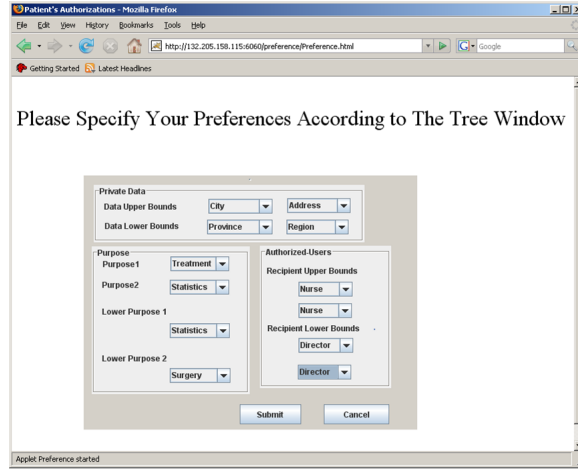 Patient's Authorizations - Mozilla Firefox
File Edit View History Bookmarks Tools Help
http://132.205.158.115:6060/preference/Preference.html
G Google
Getting Started Latest Headlines
Please Specify Your Preferences According to The Tree Window
Private Data
Data Upper Bounds City Address
Data Lower Bounds Province Region
Purpose
Purpose1 Treatment
Purpose2 Statistics
Lower Purpose 1
Statistics
Lower Purpose 2
Surgery
Authorized-Users
Recipient Upper Bounds
Nurse
Nurse
Recipient Lower Bounds
Director
Director
Submit Cancel
Applet Preference started